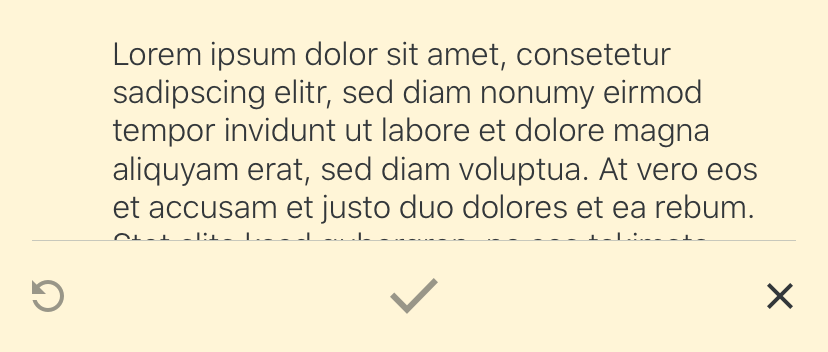 Lorem ipsum dolor sit amet, consetetur
sadipscing elitr, sed diam nonumy eirmod
tempor invidunt ut labore et dolore magna
aliquyam erat, sed diam voluptua. At vero eos
et accusam et justo duo dolores et ea rebum.